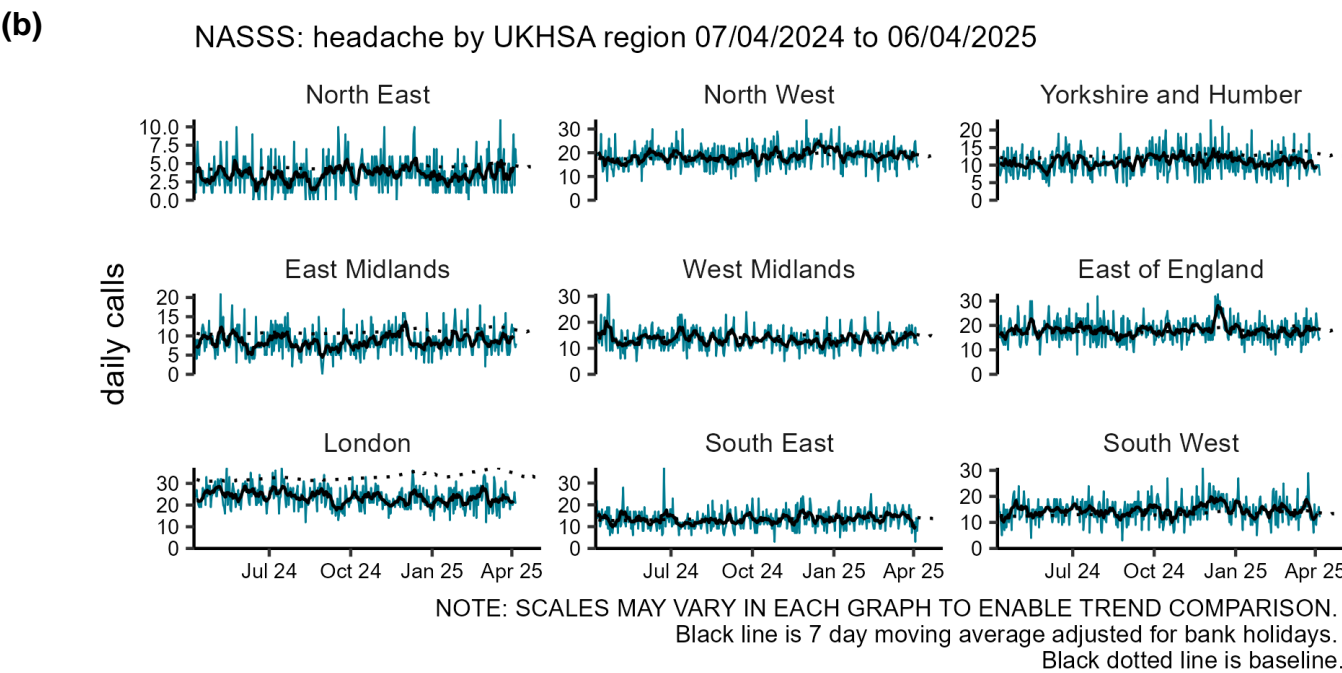 (b)
NASSS: headache by UKHSA region 07/04/2024 to 06/04/2025
North East
North West
Yorkshire and Humber
10.0
7.5
5.0
2.5
0.0
30
20
10
0
20
15
10
5
0
East Midlands
West Midlands
East of England
20
15
10
5
0
30
20
10
0
30
20
10
0
daily calls
London
South East
South West
30
20
10
0
30
20
10
0
30
20
10
0
Jul 24 Oct 24 Jan 25 Apr 25
Jul 24 Oct 24 Jan 25 Apr 25
Jul 24 Oct 24 Jan 25 Apr 25
NOTE: SCALES MAY VARY IN EACH GRAPH TO ENABLE TREND COMPARISON.
Black line is 7 day moving average adjusted for bank holidays.
Black dotted line is baseline.